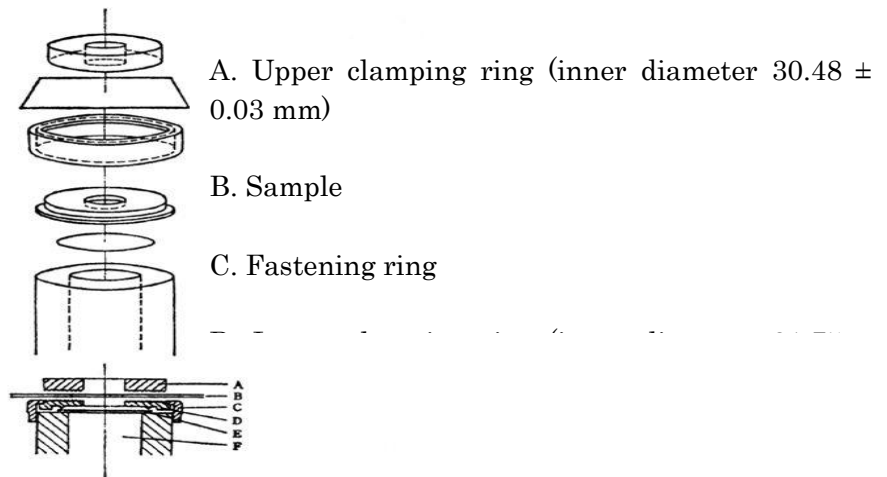 A. Upper clamping ring (inner diameter 30.48 ±
0.03 mm)
B. Sample
C. Fastening ring
A
B
C
D
E
F